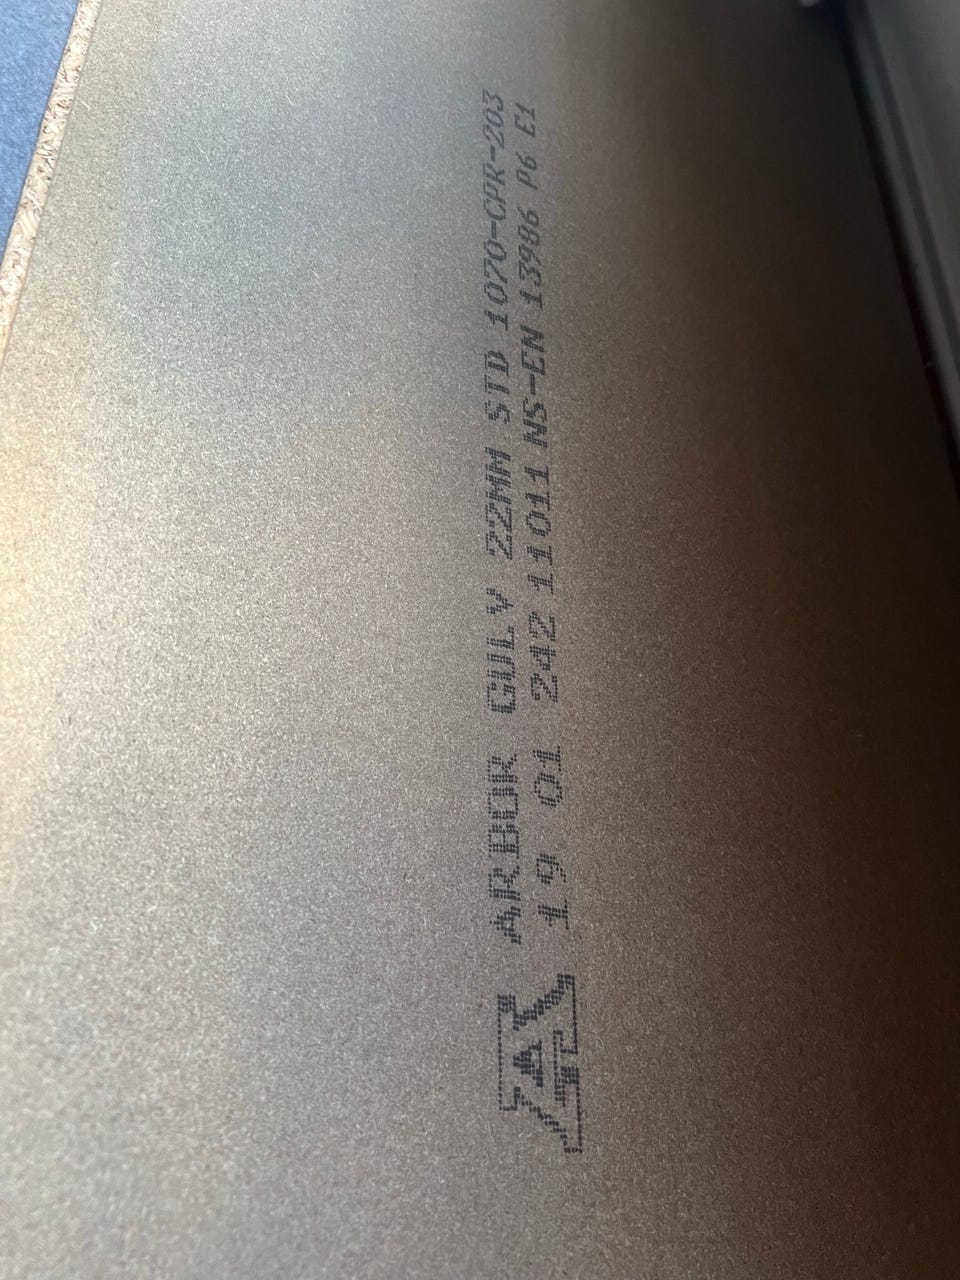 ARBOR GULV 22MM STD 1070-CPR-203
19 01 242 11011 NS-EN 13986 P6 E1